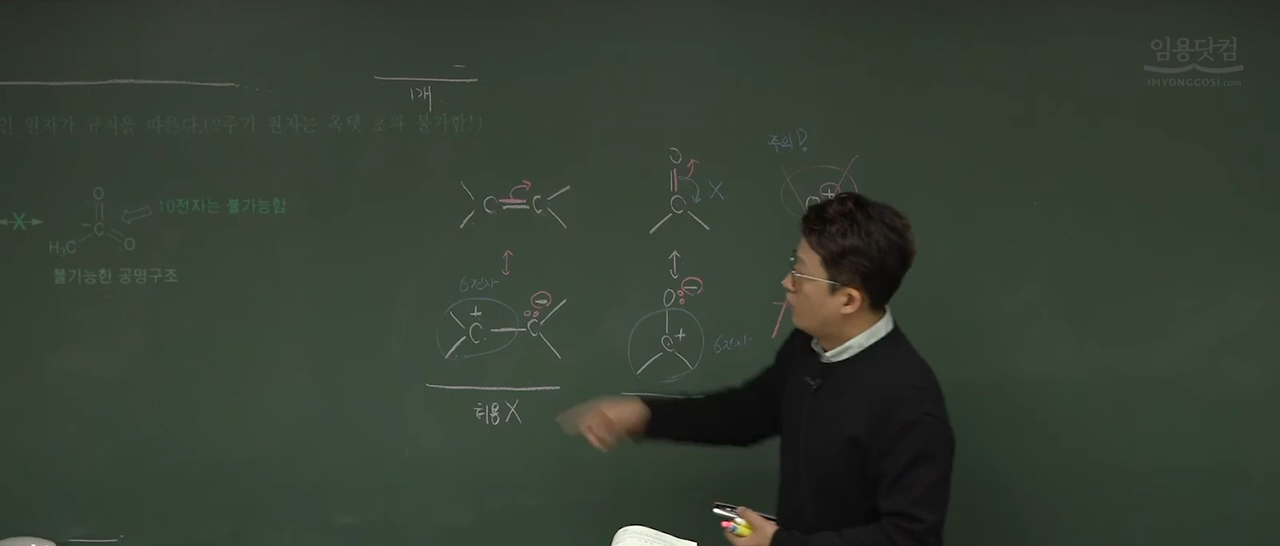 임용닷컴
IMYONGGOSI.com
1개
원자가 규칙을 따른다.(2주기 원자는 옥텟 초과 불가함!)
주의!
O
X
C
C
C
O
10전자는 불가능함
X
C
H₃C
O
불가능한 공명구조
6전자
+
C
−
C
O
−
C
+
6전자
허용 X